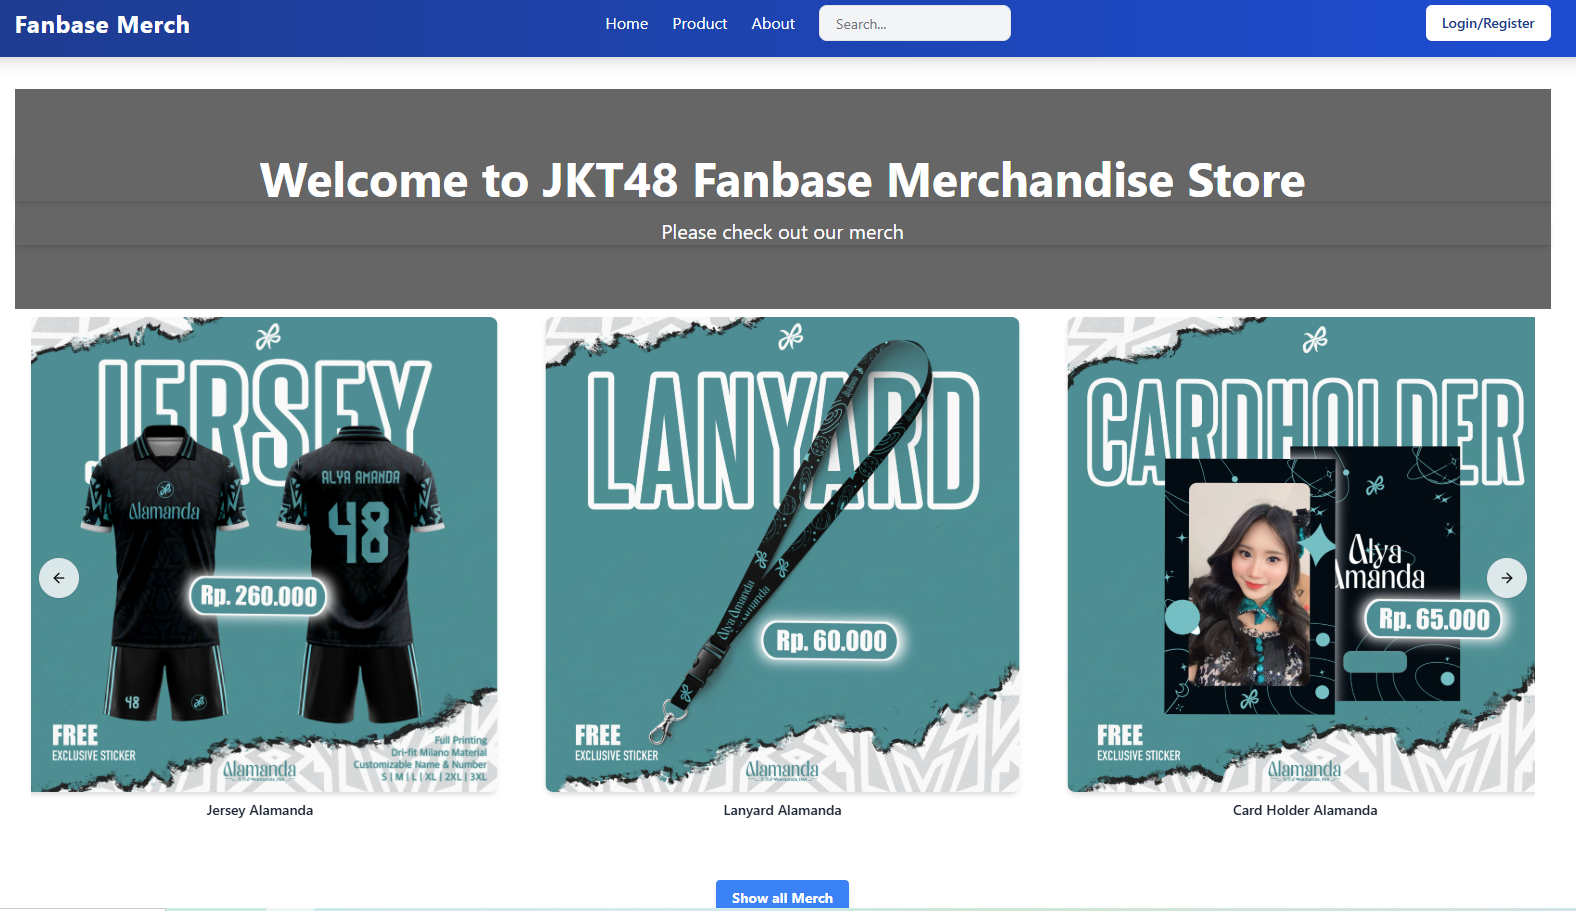 Fanbase Merch
Home
Product
About
Search...
Login/Register
Welcome to JKT48 Fanbase Merchandise Store
Please check out our merch
JERSEY
Alamanda
ALYA AMANDA
48
Rp. 260.000
48
FREE
EXCLUSIVE STICKER
Full Printing
Dri-fit Milano Material
Customizable Name & Number
S | M | L | XL | 2XL | 3XL
Alamanda
Jersey Alamanda
LANYARD
Alya Amanda
Amanda
Rp. 60.000
FREE
EXCLUSIVE STICKER
Alamanda
Lanyard Alamanda
CARDHOLDER
Alya
Amanda
Rp. 65.000
FREE
EXCLUSIVE STICKER
Alamanda
Card Holder Alamanda
Show all Merch